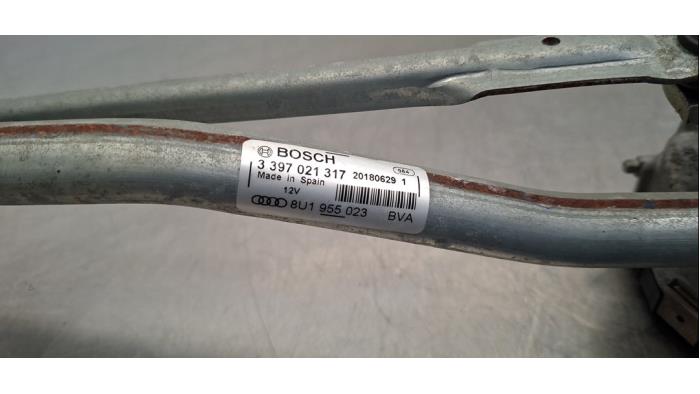 BOSCH
3 397 021 317 20180629 1
Made in Spain
12V
8U1 955 023 BVA